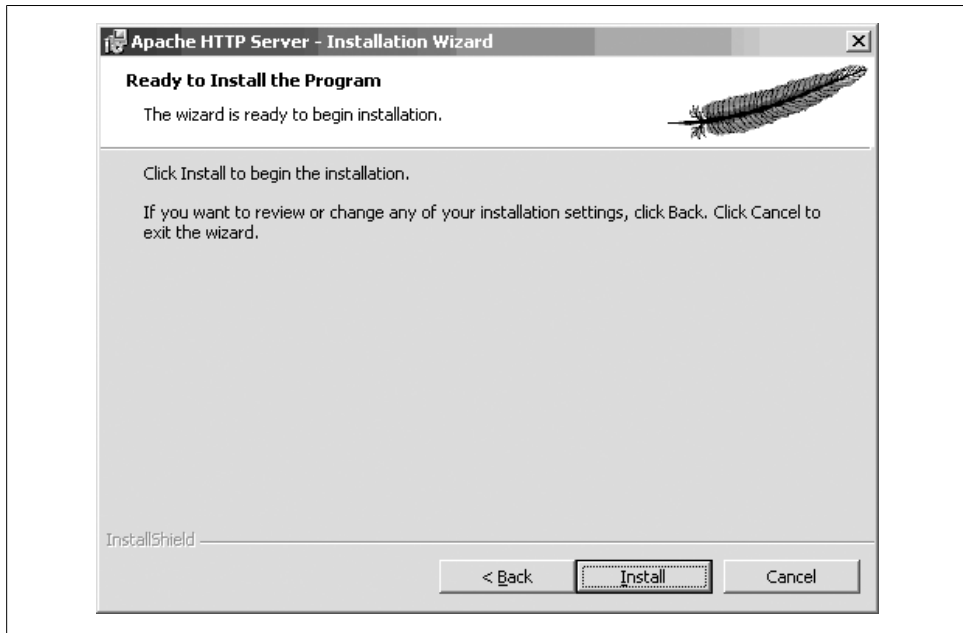 Apache HTTP Server - Installation Wizard
Ready to Install the Program
The wizard is ready to begin installation.
Click Install to begin the installation.
If you want to review or change any of your installation settings, click Back. Click Cancel to
exit the wizard.
InstallShield
< Back Install Cancel